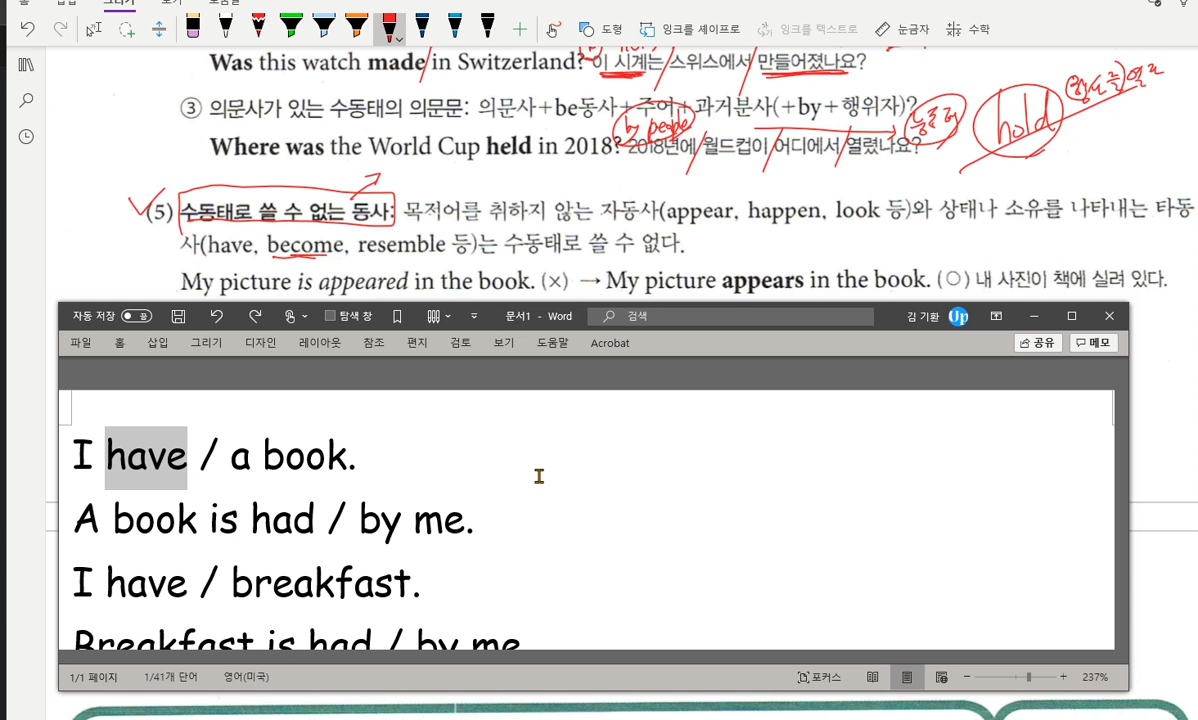 도형 잉크를 셰이프로 잉크를 텍스트로 눈금자 수학
Was this watch made in Switzerland? 이 시계는 스위스에서 만들어졌나요?
③ 의문사가 있는 수동태의 의문문: 의문사+be동사+주어+과거분사(+by+행위자)?
by people
hold
Where was the World Cup held in 2018? 2018년에 월드컵이 어디에서 열렸나요?
(5) 수동태로 쓸 수 없는 동사: 목적어를 취하지 않는 자동사(appear, happen, look 등)와 상태나 소유를 나타내는 타동
사(have, become, resemble 등)는 수동태로 쓸 수 없다.
My picture is appeared in the book. (×) → My picture appears in the book. (○) 내 사진이 책에 실려 있다.
자동 저장 끔 탐색 창 문서1 - Word 검색 김 기환 Up
파일 홈 삽입 그리기 디자인 레이아웃 참조 편지 검토 보기 도움말 Acrobat 공유 메모
I have / a book.
A book is had / by me.
I have / breakfast.
Breakfast is had / by me
1/1 페이지 1/41개 단어 영어(미국) 포커스 237%